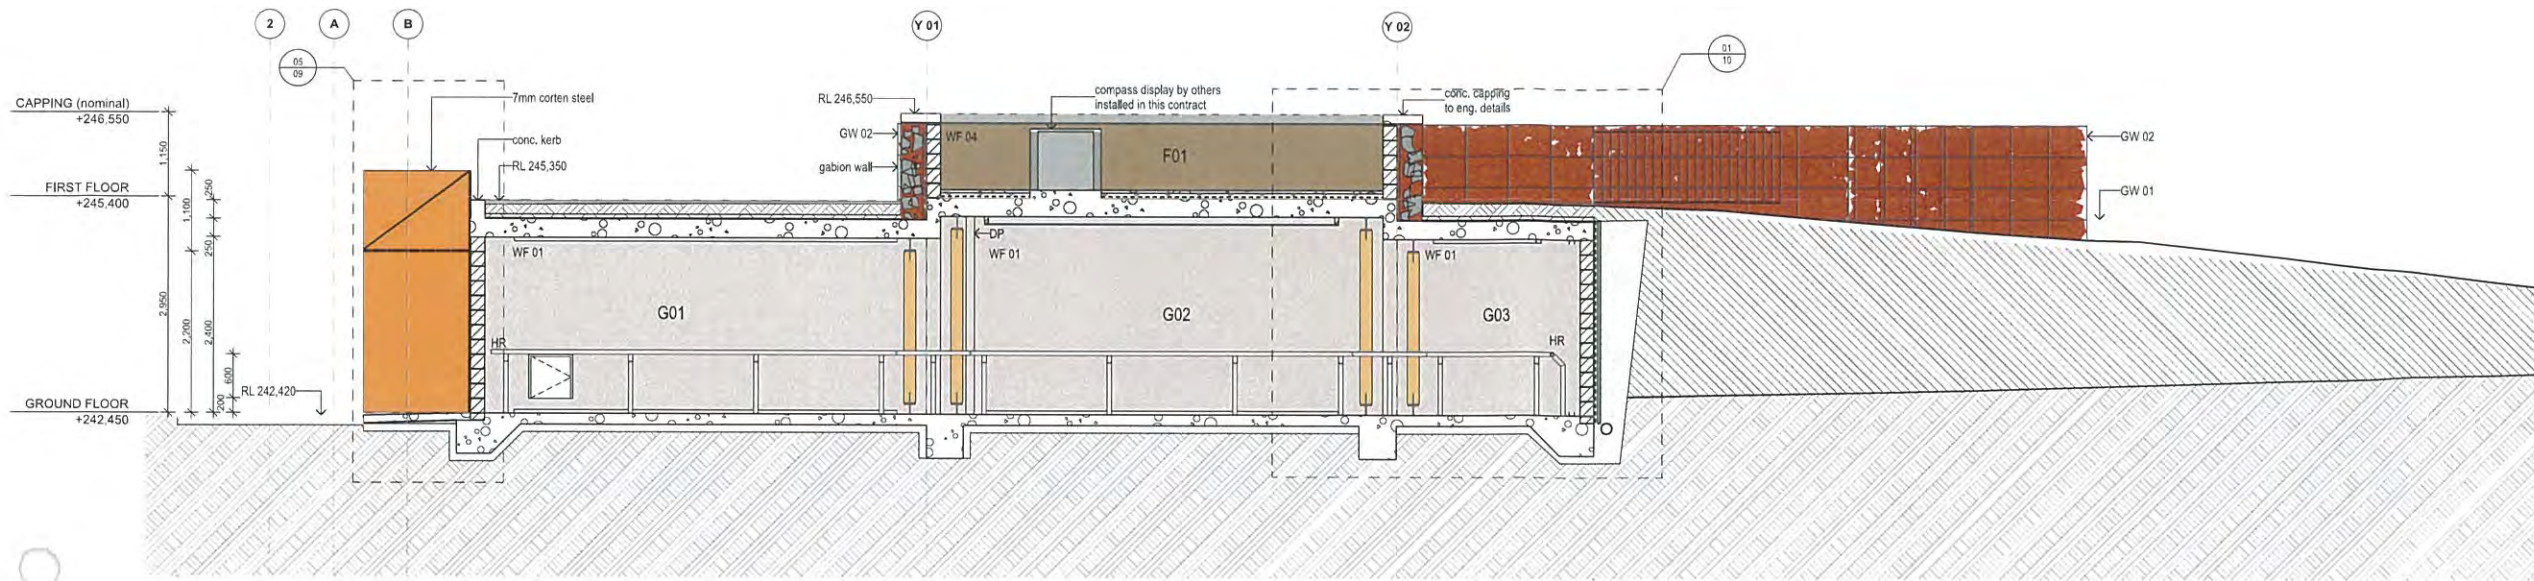 2
A
B
Y 01
Y 02
05
09
01
10
CAPPING (nominal)
+246,550
7mm corten steel
RL 246,550
compass display by others
installed in this contract
conc. capping
to eng. details
conc. kerb
RL 245,350
GW 02
gabion wall
WF 04
F01
GW 02
GW 01
1,150
FIRST FLOOR
+245,400
250
1,100
250
WF 01
DP
WF 01
WF 01
G01
G02
G03
2,950
2,200
2,400
HR
HR
600
200
RL 242,420
GROUND FLOOR
+242,450